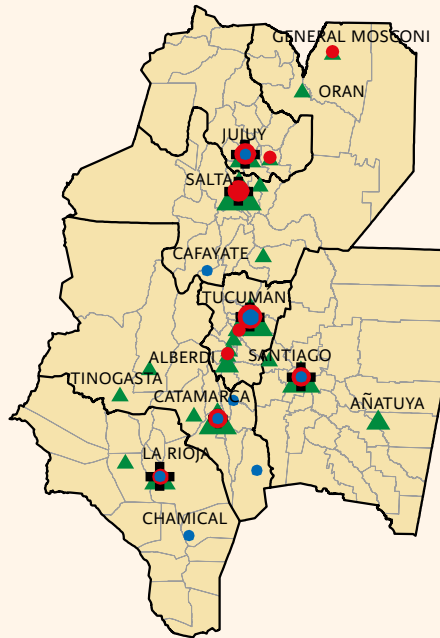 GENERAL MOSCONI
ORAN
JUJUY
SALTA
CAFAYATE
TUCUMAN
ALBERDI
SANTIAGO
TINOGASTA
CATAMARCA
AÑATUYA
LA RIOJA
CHAMICAL